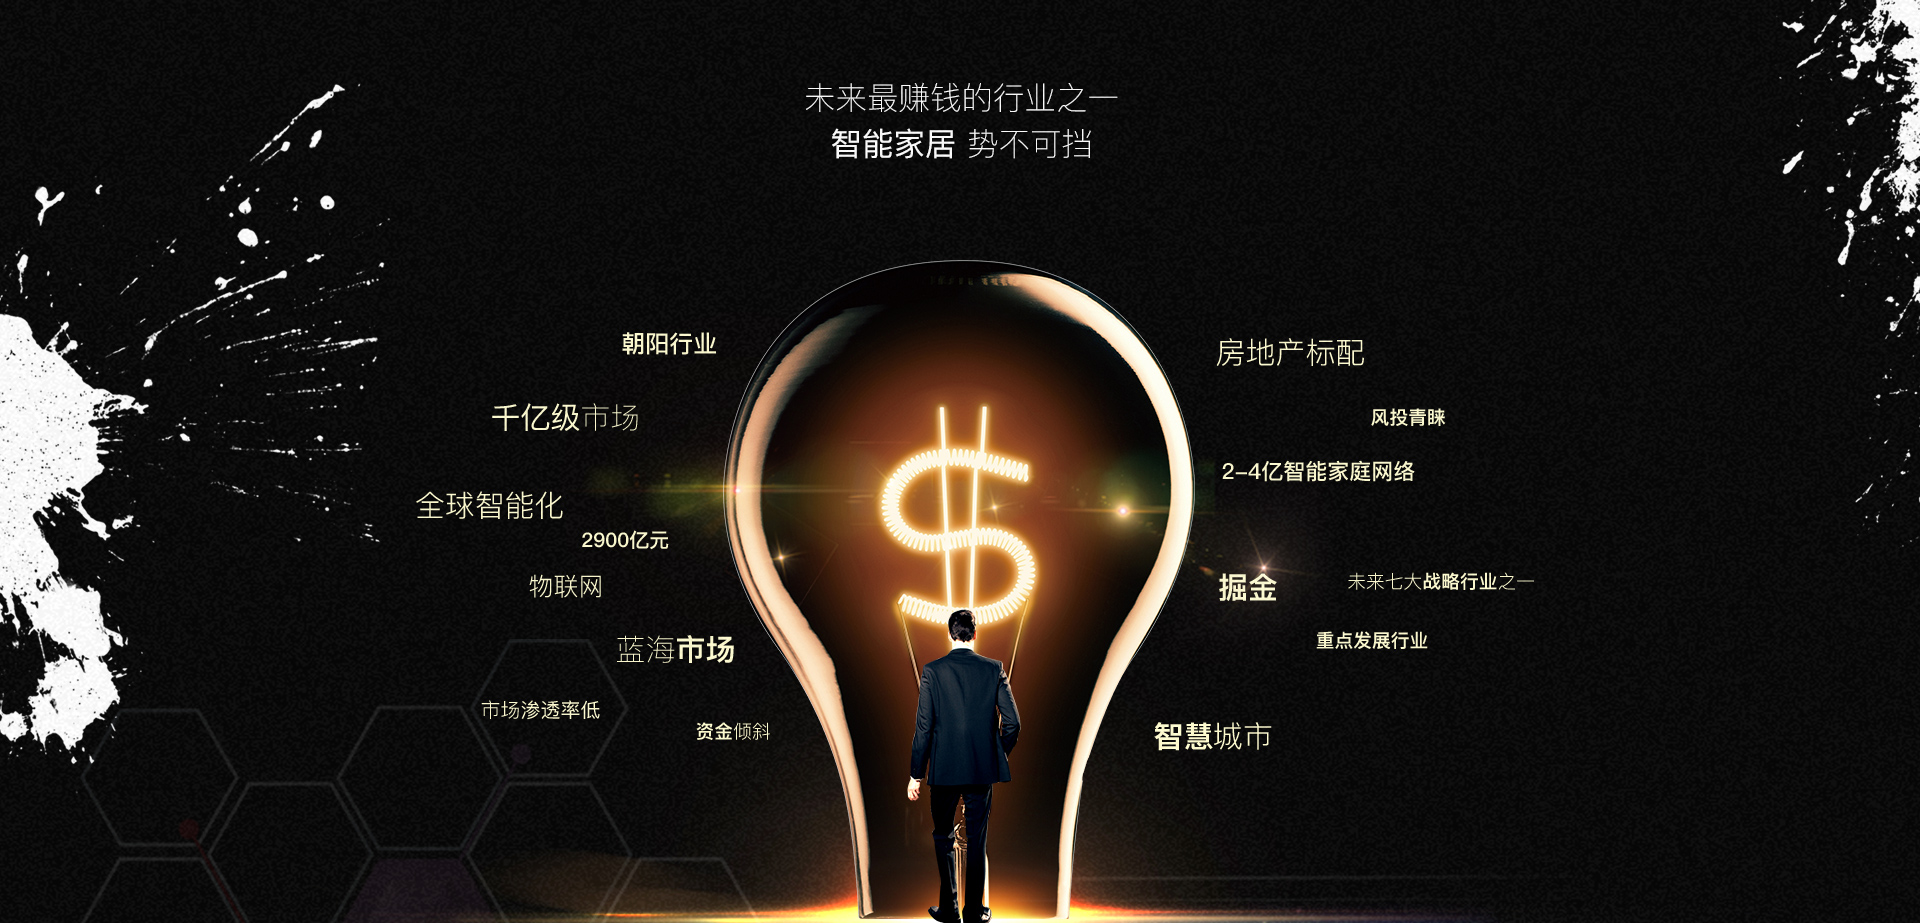 未来最赚钱的行业之一
智能家居 势不可挡
朝阳行业
千亿级市场
全球智能化
2900亿元
物联网
蓝海市场
市场渗透率低
资金倾斜
房地产标配
风投青睐
2-4亿智能家庭网络
掘金
未来七大战略行业之一
重点发展行业
智慧城市